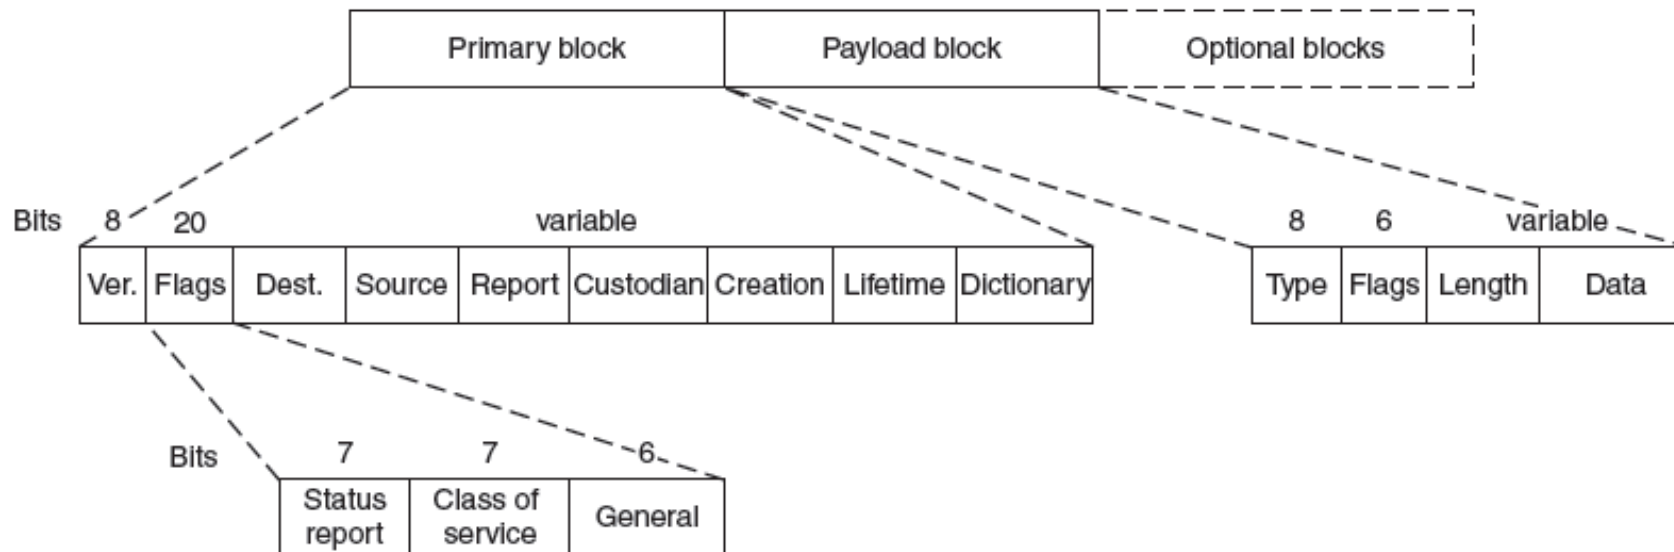 Primary block Payload block Optional blocks
Bits 8 20 variable 8 6 variable
Ver. Flags Dest. Source Report Custodian Creation Lifetime Dictionary Type Flags Length Data
Bits 7 7 6
Status report Class of service General